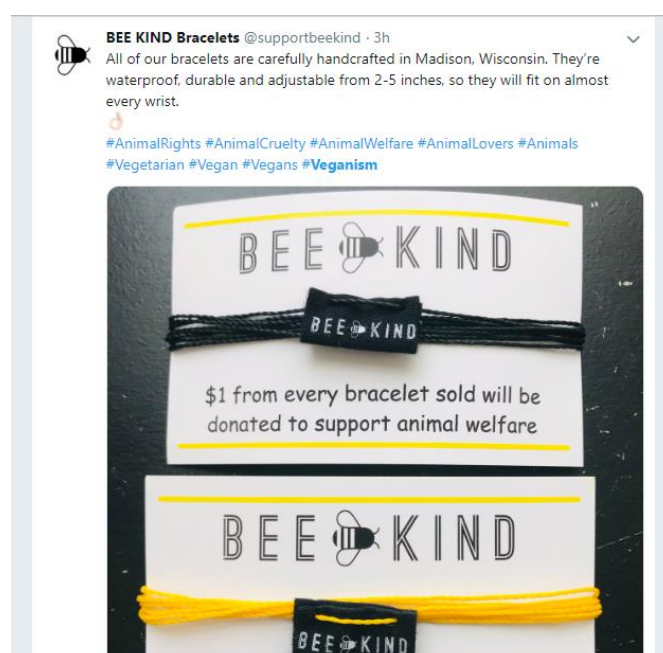 BEE KIND Bracelets @supportbeekind · 3h
All of our bracelets are carefully handcrafted in Madison, Wisconsin. They're
waterproof, durable and adjustable from 2-5 inches, so they will fit on almost
every wrist.
👌🏻
#AnimalRights #AnimalCruelty #AnimalWelfare #AnimalLovers #Animals
#Vegetarian #Vegan #Vegans #Veganism
BEE KIND
BEE KIND
$1 from every bracelet sold will be
donated to support animal welfare
BEE KIND
BEE KIND